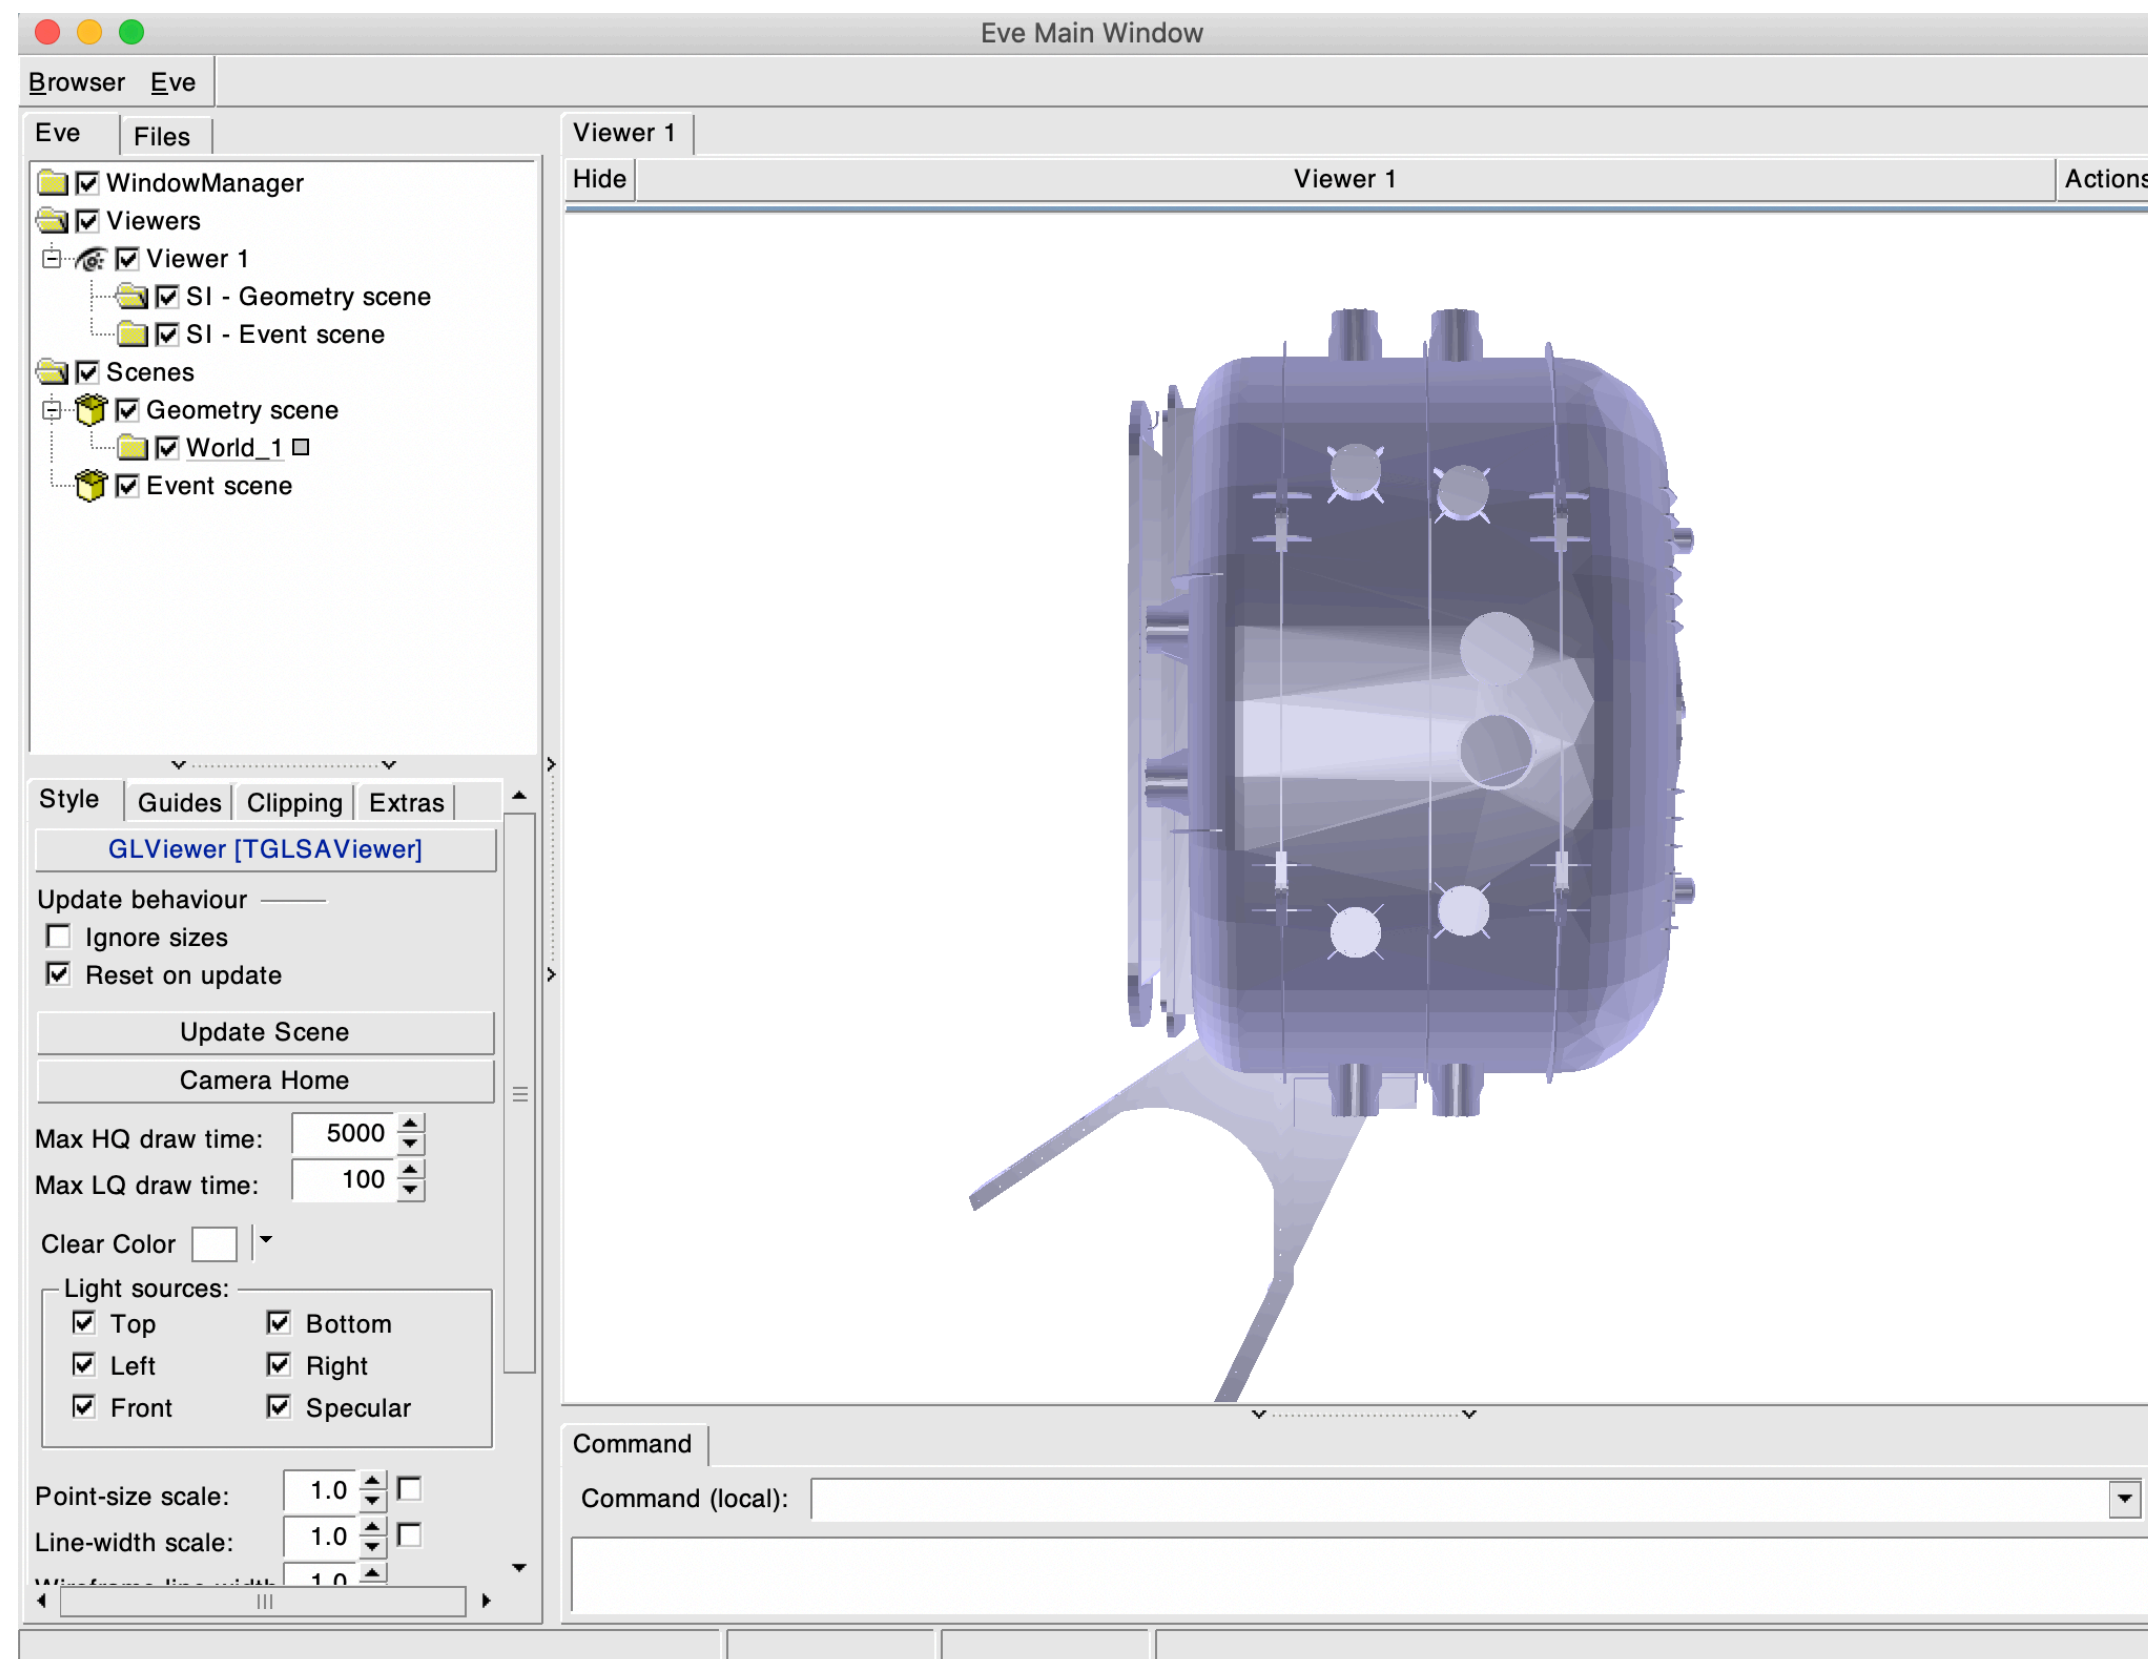 Eve Main Window
Browser Eve
Eve Files
WindowManager
Viewers
Viewer 1
SI - Geometry scene
SI - Event scene
Scenes
Geometry scene
World_1
Event scene
Style Guides Clipping Extras
GLViewer [TGLSAViewer]
Update behaviour
Ignore sizes
Reset on update
Update Scene
Camera Home
Max HQ draw time: 5000
Max LQ draw time: 100
Clear Color
Light sources:
Top Bottom
Left Right
Front Specular
Point-size scale: 1.0
Line-width scale: 1.0
Wireframe line-width 1.0
Viewer 1
Hide Viewer 1 Actions
Command
Command (local):